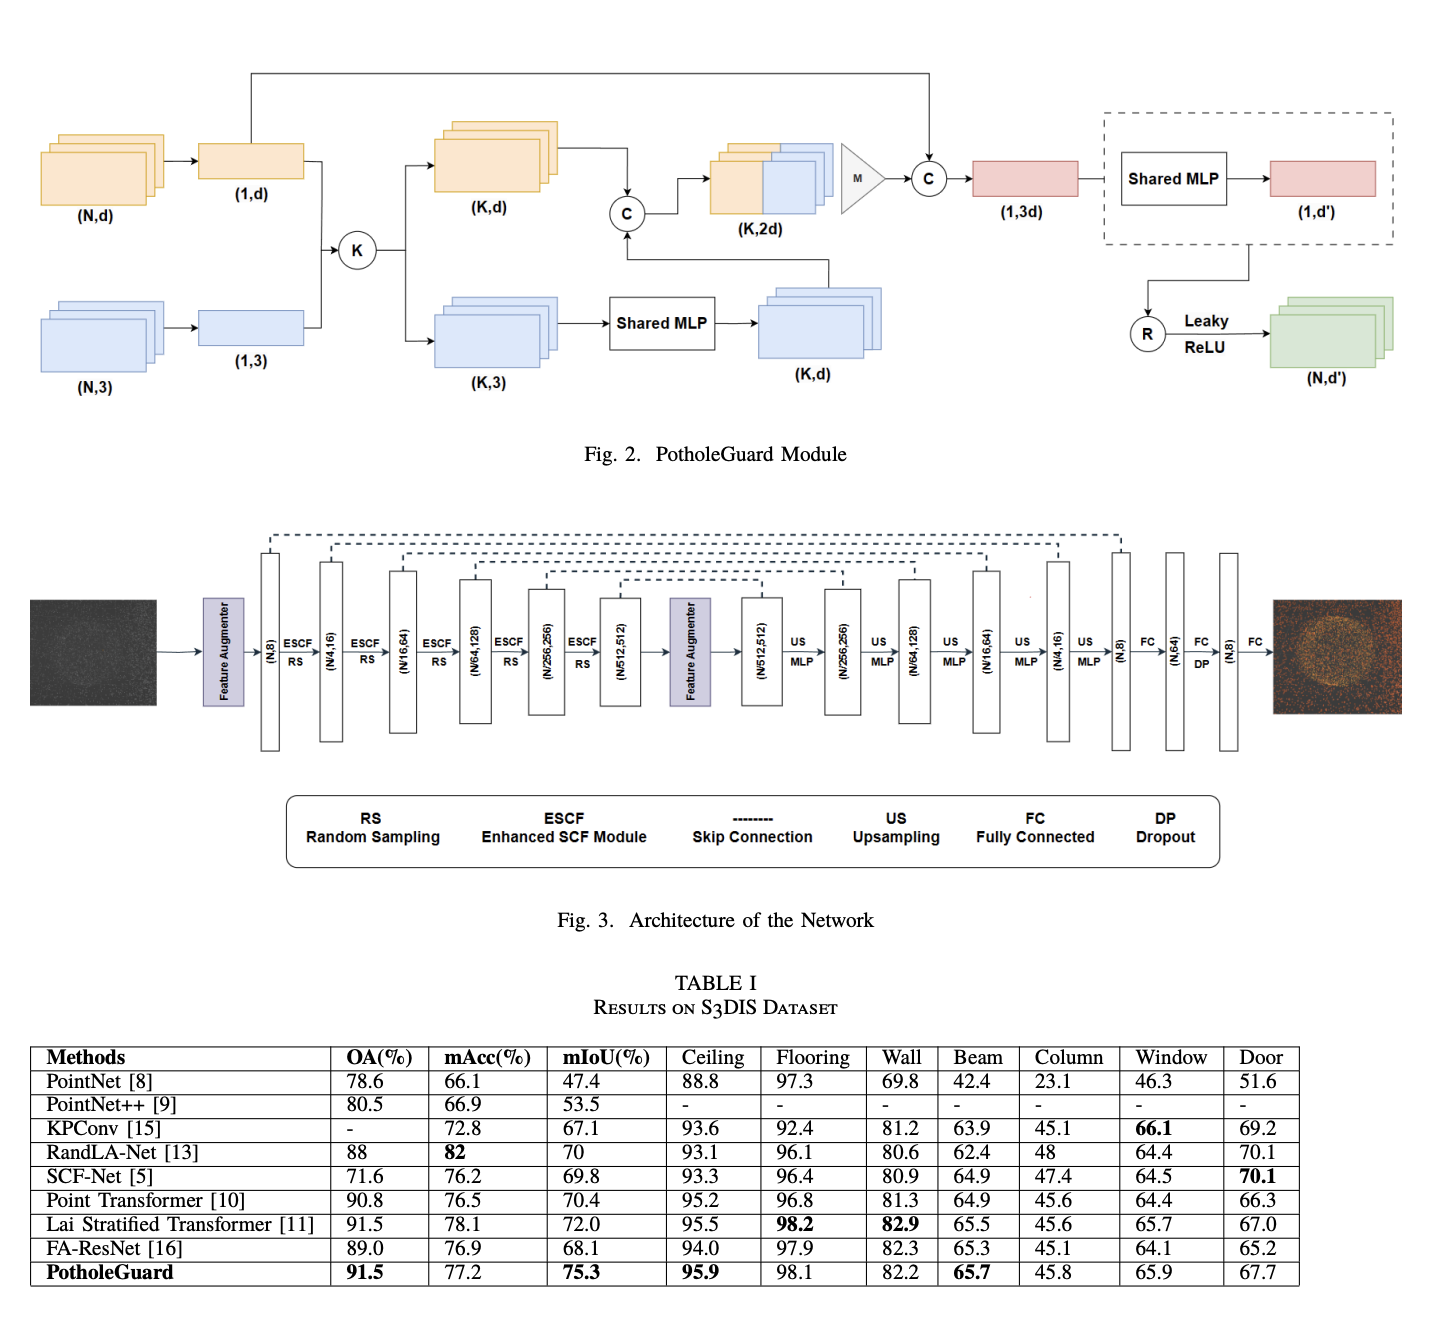 (N,d)
(1,d)
(N,3)
(1,3)
K
(K,d)
(K,3)
Shared MLP
C
(K,d)
(K,2d)
M
C
(1,3d)
Shared MLP
(1,d')
R
Leaky
ReLU
(N,d')
Fig. 2. PotholeGuard Module
Feature Augmenter
(N,8)
ESCF
RS
(N/4,16)
ESCF
RS
(N/16,64)
ESCF
RS
(N/64,128)
ESCF
RS
(N/256,256)
ESCF
RS
(N/512,512)
Feature Augmenter
(N/512,512)
US
MLP
(N/256,256)
US
MLP
(N/64,128)
US
MLP
(N/16,64)
US
MLP
(N/4,16)
US
MLP
(N,8)
FC
(N,64)
FC
DP
(N,8)
FC
RS
Random Sampling
ESCF
Enhanced SCF Module
--------
Skip Connection
US
Upsampling
FC
Fully Connected
DP
Dropout
Fig. 3. Architecture of the Network
TABLE I
Results on S3DIS Dataset
Methods OA(%) mAcc(%) mIoU(%) Ceiling Flooring Wall Beam Column Window Door
PointNet [8] 78.6 66.1 47.4 88.8 97.3 69.8 42.4 23.1 46.3 51.6
PointNet++ [9] 80.5 66.9 53.5 - - - - - - -
KPConv [15] - 72.8 67.1 93.6 92.4 81.2 63.9 45.1 66.1 69.2
RandLA-Net [13] 88 82 70 93.1 96.1 80.6 62.4 48 64.4 70.1
SCF-Net [5] 71.6 76.2 69.8 93.3 96.4 80.9 64.9 47.4 64.5 70.1
Point Transformer [10] 90.8 76.5 70.4 95.2 96.8 81.3 64.9 45.6 64.4 66.3
Lai Stratified Transformer [11] 91.5 78.1 72.0 95.5 98.2 82.9 65.5 45.6 65.7 67.0
FA-ResNet [16] 89.0 76.9 68.1 94.0 97.9 82.3 65.3 45.1 64.1 65.2
PotholeGuard 91.5 77.2 75.3 95.9 98.1 82.2 65.7 45.8 65.9 67.7